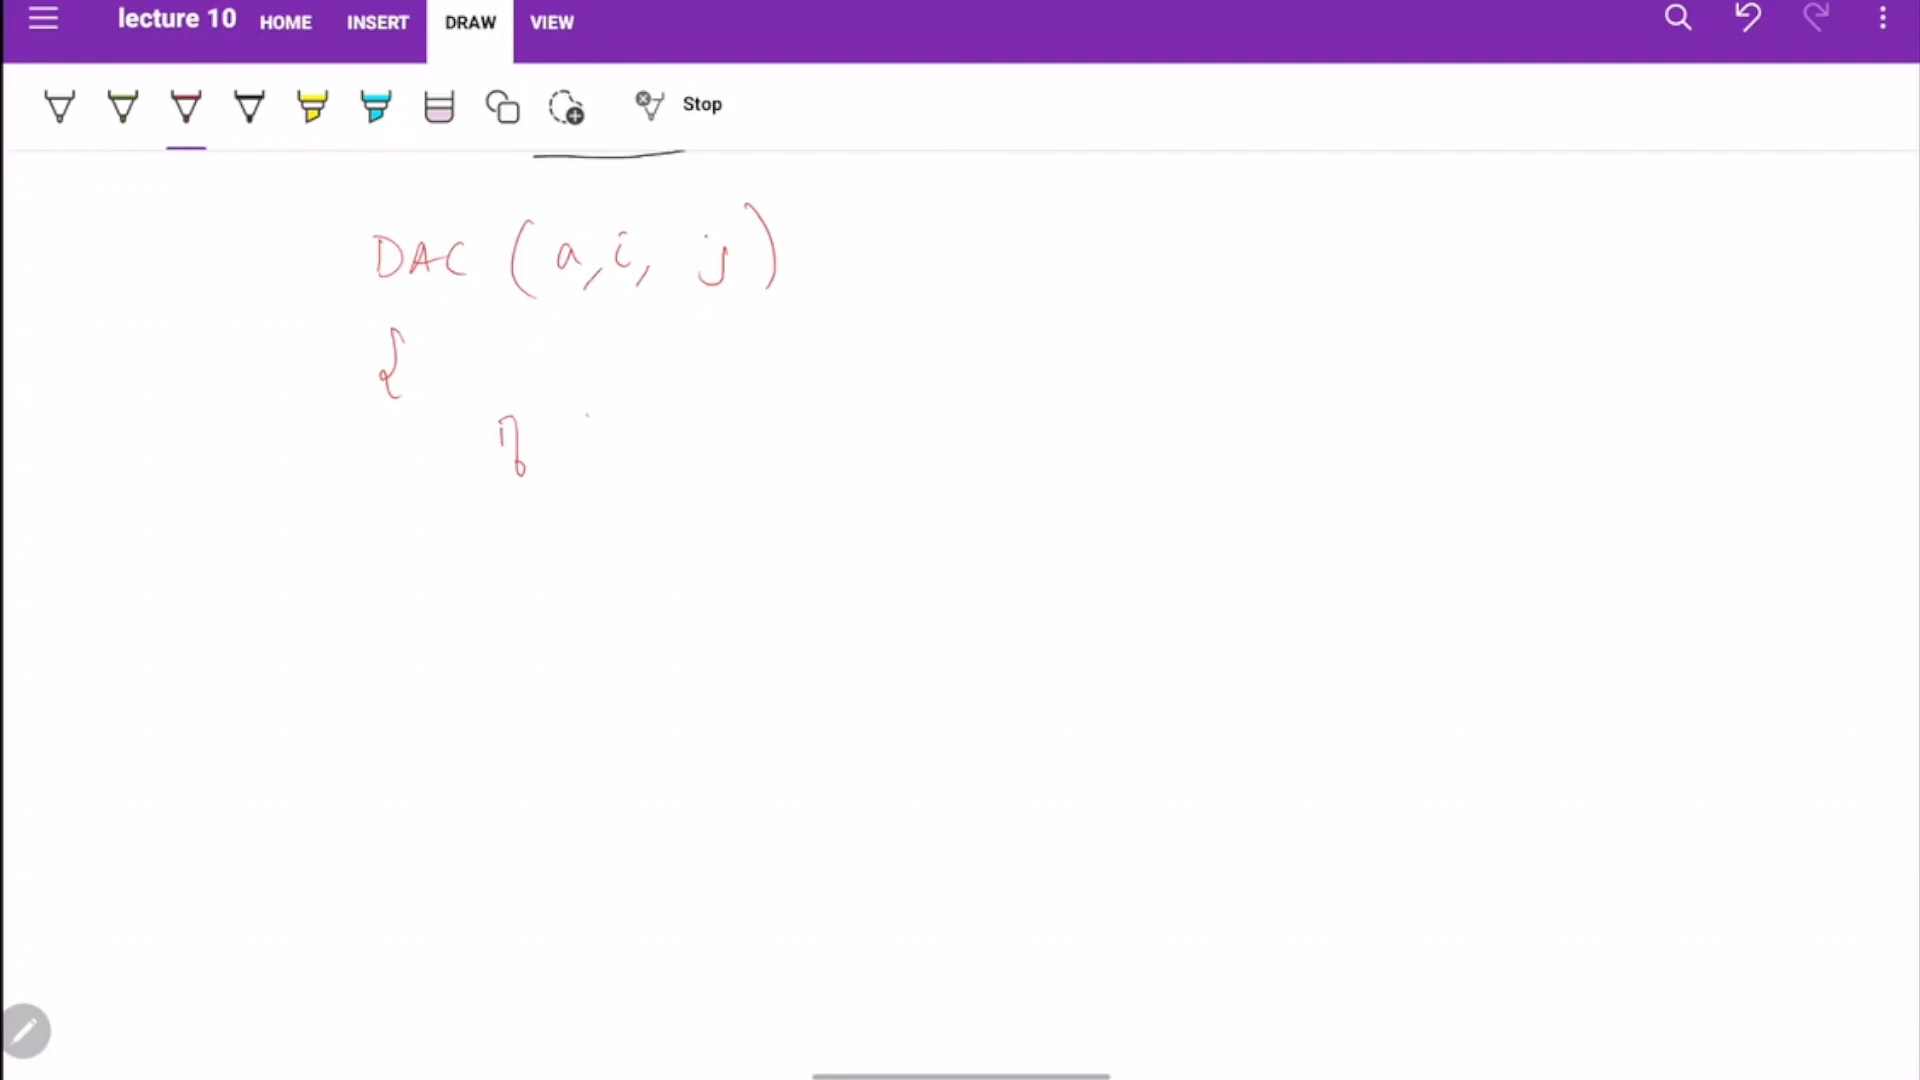 lecture 10 HOME INSERT DRAW VIEW
Stop
DAC (a, i, j)
{
if